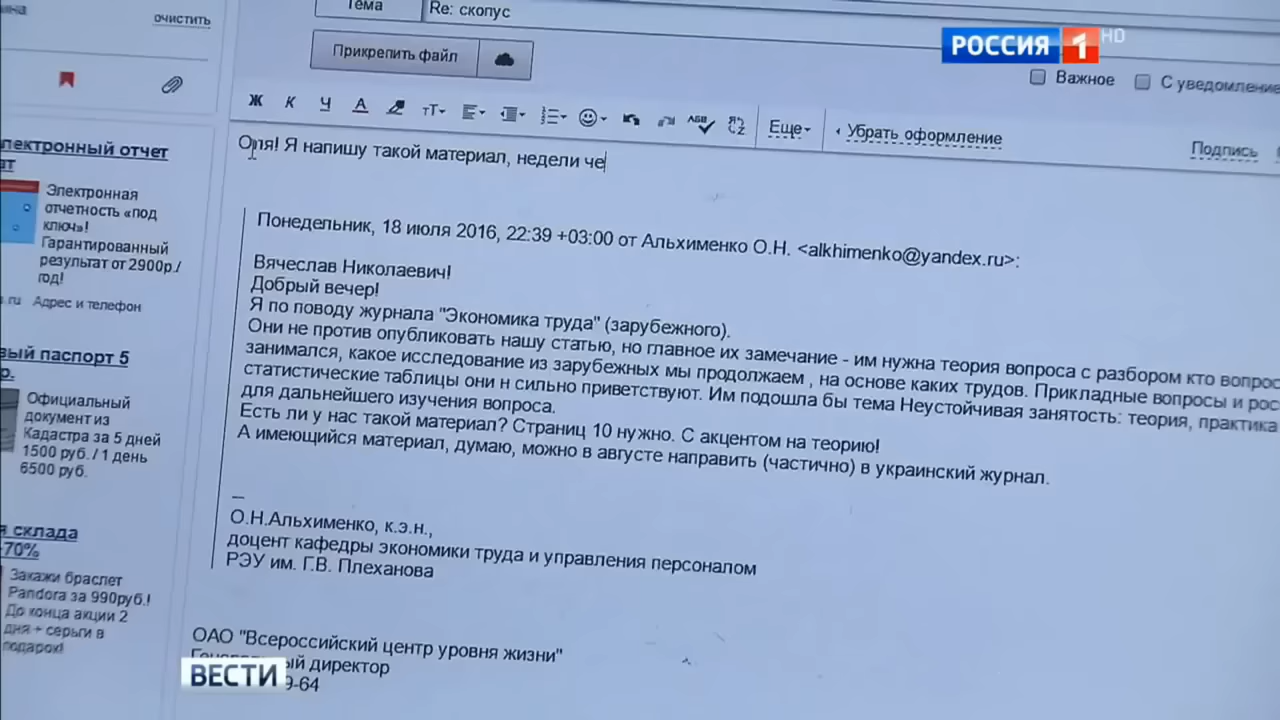 очистить
Тема
Re: скопус
РОССИЯ 1 HD
Прикрепить файл
Важное
С уведомление
Ж К Ч А тТ
Еще
Убрать оформление
Подпись
Оля! Я напишу такой материал, недели че
лектронный отчет
Электронная
отчетность «под
ключ»!
Гарантированный
результат от 2900р./
год!
.ru Адрес и телефон
Понедельник, 18 июля 2016, 22:39 +03:00 от Альхименко О.Н. <alkhimenko@yandex.ru>:
Вячеслав Николаевич!
Добрый вечер!
Я по поводу журнала "Экономика труда" (зарубежного).
Они не против опубликовать нашу статью, но главное их замечание - им нужна теория вопроса с разбором кто вопрос
занимался, какое исследование из зарубежных мы продолжаем , на основе каких трудов. Прикладные вопросы и рос
статистические таблицы они н сильно приветствуют. Им подошла бы тема Неустойчивая занятость: теория, практика
для дальнейшего изучения вопроса.
Есть ли у нас такой материал? Страниц 10 нужно. С акцентом на теорию!
А имеющийся материал, думаю, можно в августе направить (частично) в украинский журнал.
вый паспорт 5
р.
Официальный
документ из
Кадастра за 5 дней
1500 руб. / 1 день
6500 руб.
--
О.Н.Альхименко, к.э.н.,
доцент кафедры экономики труда и управления персоналом
РЭУ им. Г.В. Плеханова
я склада
-70%
Закажи браслет
Pandora за 990руб.!
До конца акции 2
дня + серьги в
подарок!
ОАО "Всероссийский центр уровня жизни"
директор
9-64
ВЕСТИ